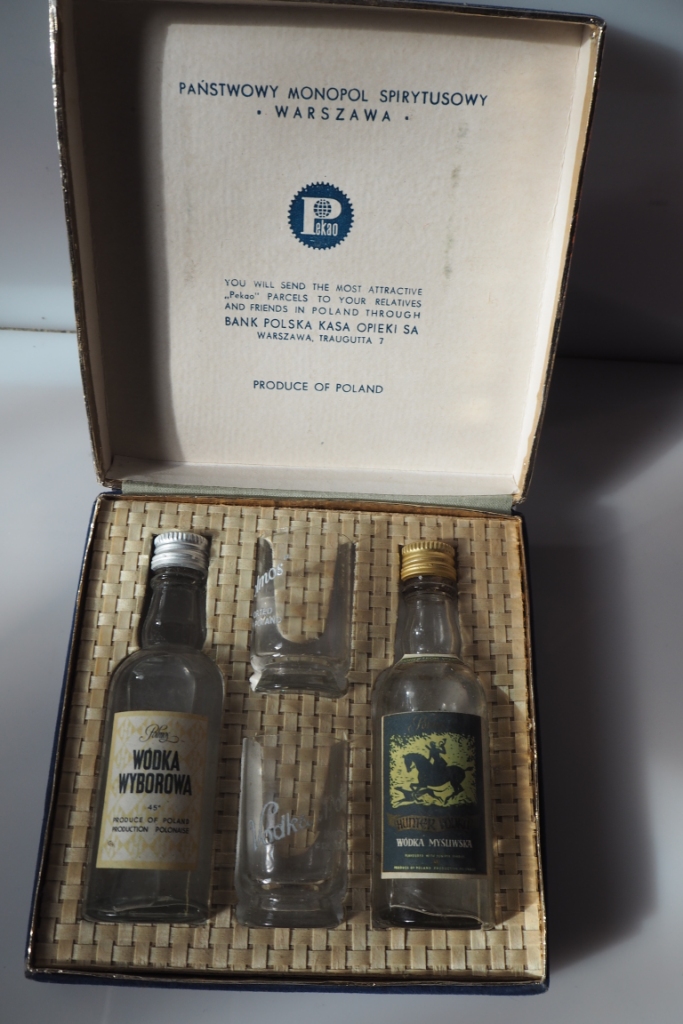 PAŃSTWOWY MONOPOL SPIRYTUSOWY
• WARSZAWA •
Pekao
YOU WILL SEND THE MOST ATTRACTIVE
„Pekao" PARCELS TO YOUR RELATIVES
AND FRIENDS IN POLAND THROUGH
BANK POLSKA KASA OPIEKI SA
WARSZAWA, TRAUGUTTA 7
PRODUCE OF POLAND
Polmos
WÓDKA
WYBOROWA
45°
PRODUCE OF POLAND
PRODUCTION POLONAISE
Vodka
WÓDKA MYŚLIWSKA